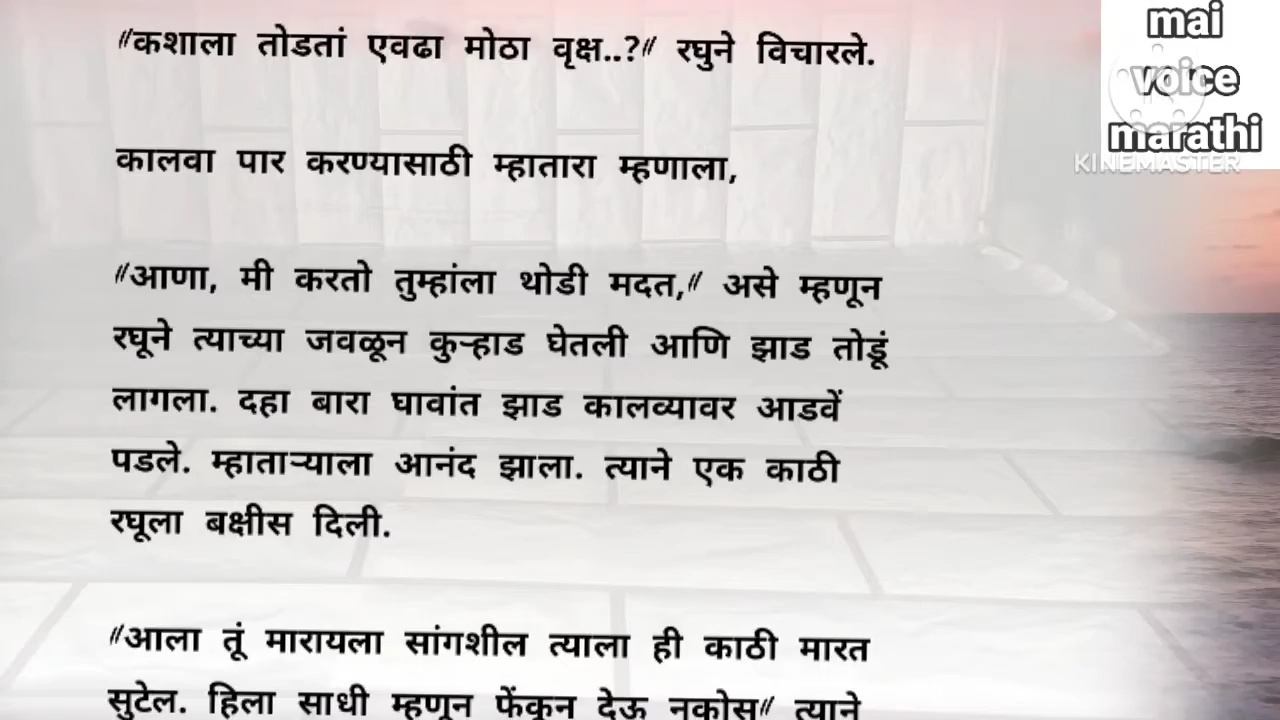 "कशाला तोडतां एवढा मोठा वृक्ष..?" रघुने विचारले.
कालवा पार करण्यासाठी म्हातारा म्हणाला,
"आणा, मी करतो तुम्हांला थोडी मदत," असे म्हणून
रघूने त्याच्या जवळून कुऱ्हाड घेतली आणि झाड तोडूं
लागला. दहा बारा घावांत झाड कालव्यावर आडवें
पडले. म्हाताऱ्याला आनंद झाला. त्याने एक काठी
रघूला बक्षीस दिली.
"आला तूं मारायला सांगशील त्याला ही काठी मारत
सुटेल. हिला साधी म्हणून फेंकून देऊ नकोस" त्याने
mai
voice
marathi
KINEMASTER